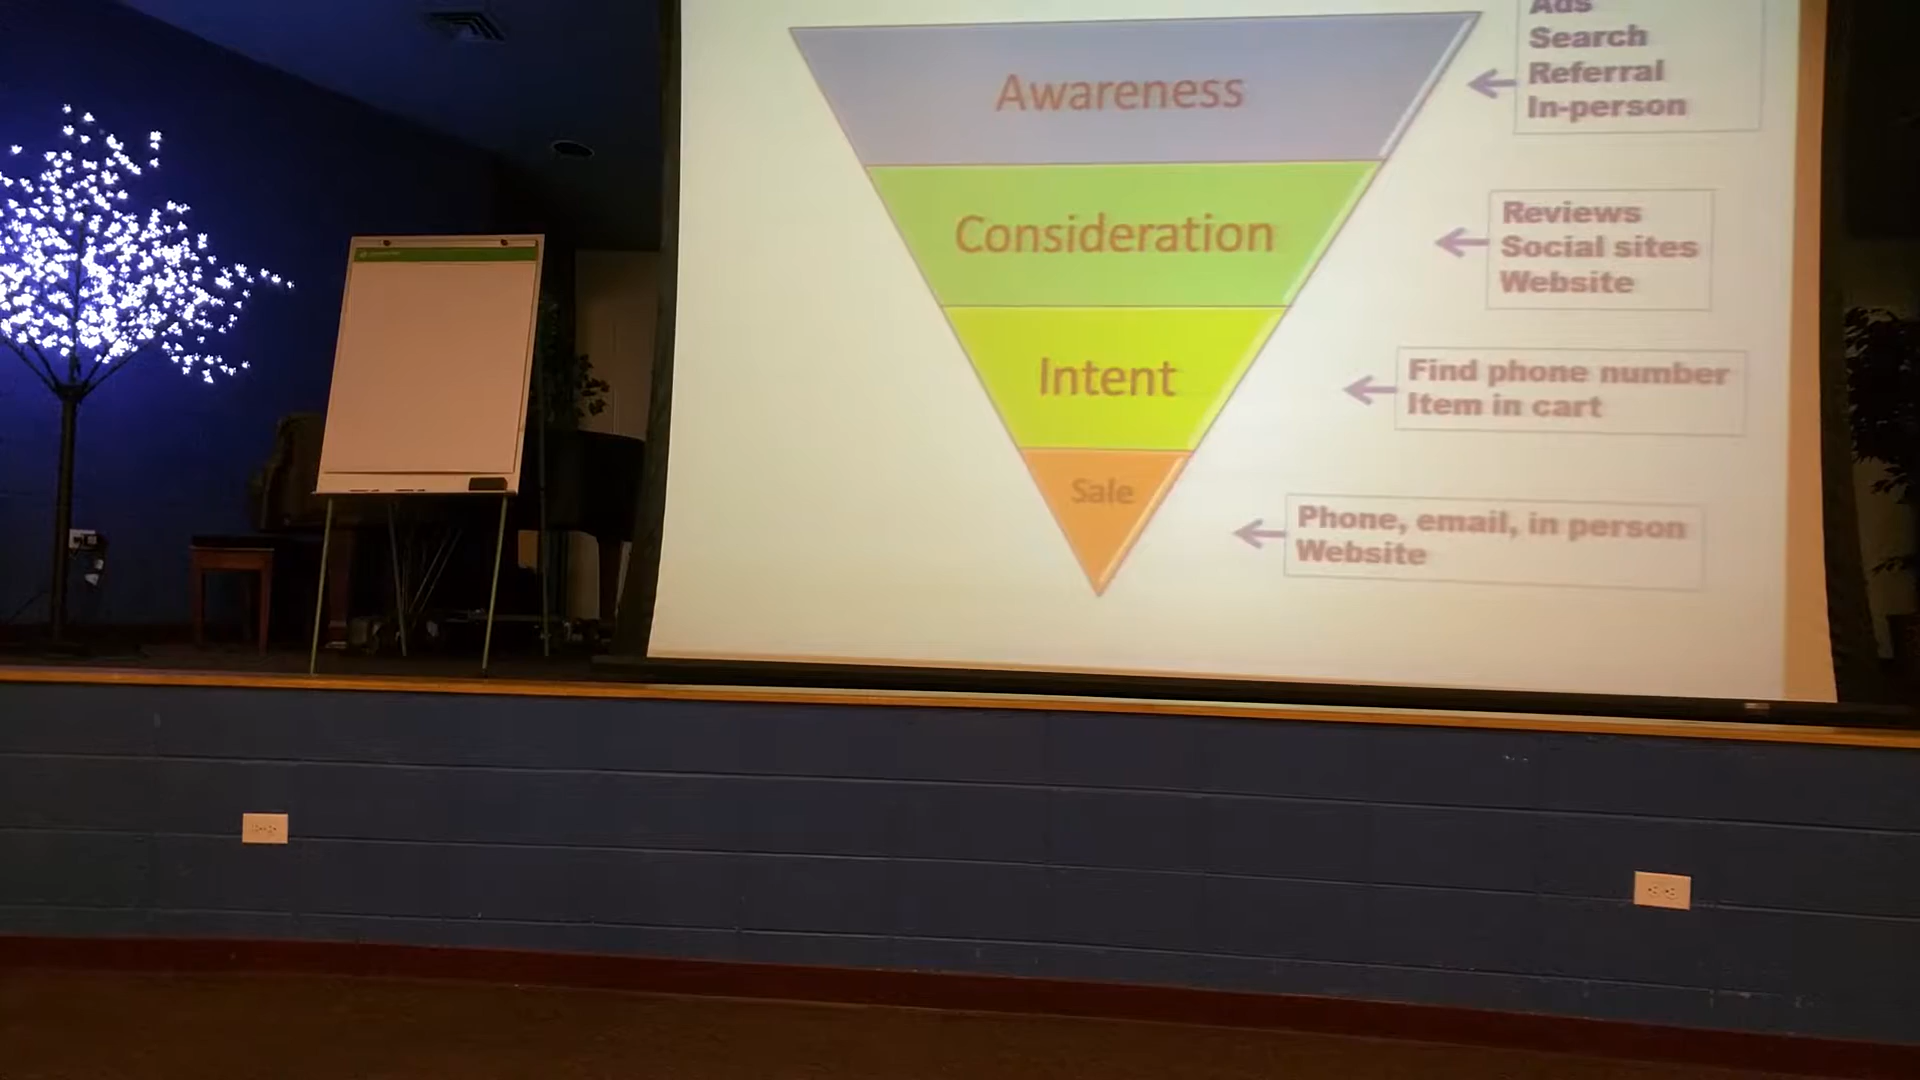 Awareness
Ads
Search
Referral
In-person
Consideration
Reviews
Social sites
Website
Intent
Find phone number
Item in cart
Sale
Phone, email, in person
Website